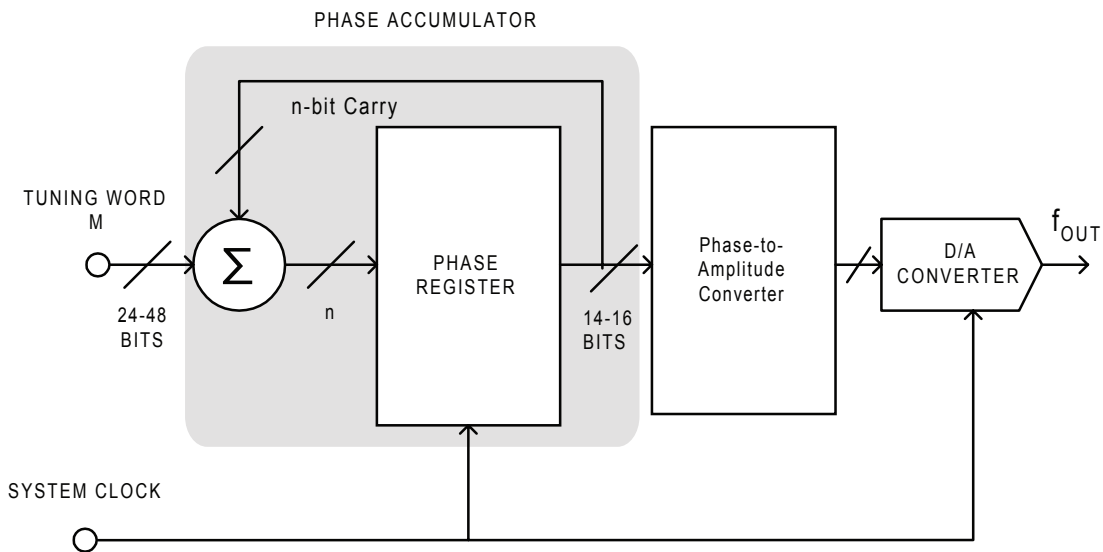 PHASE ACCUMULATOR
n-bit Carry
TUNING WORD
M
Σ
24-48
BITS
n
PHASE
REGISTER
14-16
BITS
Phase-to-
Amplitude
Converter
D/A
CONVERTER
fOUT
SYSTEM CLOCK